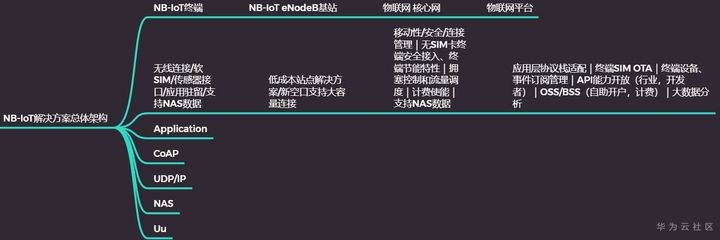 NB-IoT终端 NB-IoT eNodeB基站 物联网 核心网 物联网平台
无线连接/软
SIM/传感器接
口/应用驻留/支
持NAS数据
低成本站点解决方
案/新空口支持大容
量连接
移动性/安全/连接
管理 | 无SIM卡终
端安全接入、终
端节能特性 | 拥
塞控制和流量调
度 | 计费使能 |
支持NAS数据
应用层协议栈适配 | 终端SIM OTA | 终端设备、
事件订阅管理 | API能力开放（行业，开发
者） | OSS/BSS（自助开户，计费） | 大数据分
析
NB-IoT解决方案总体架构
Application
CoAP
UDP/IP
NAS
Uu
华为云社区